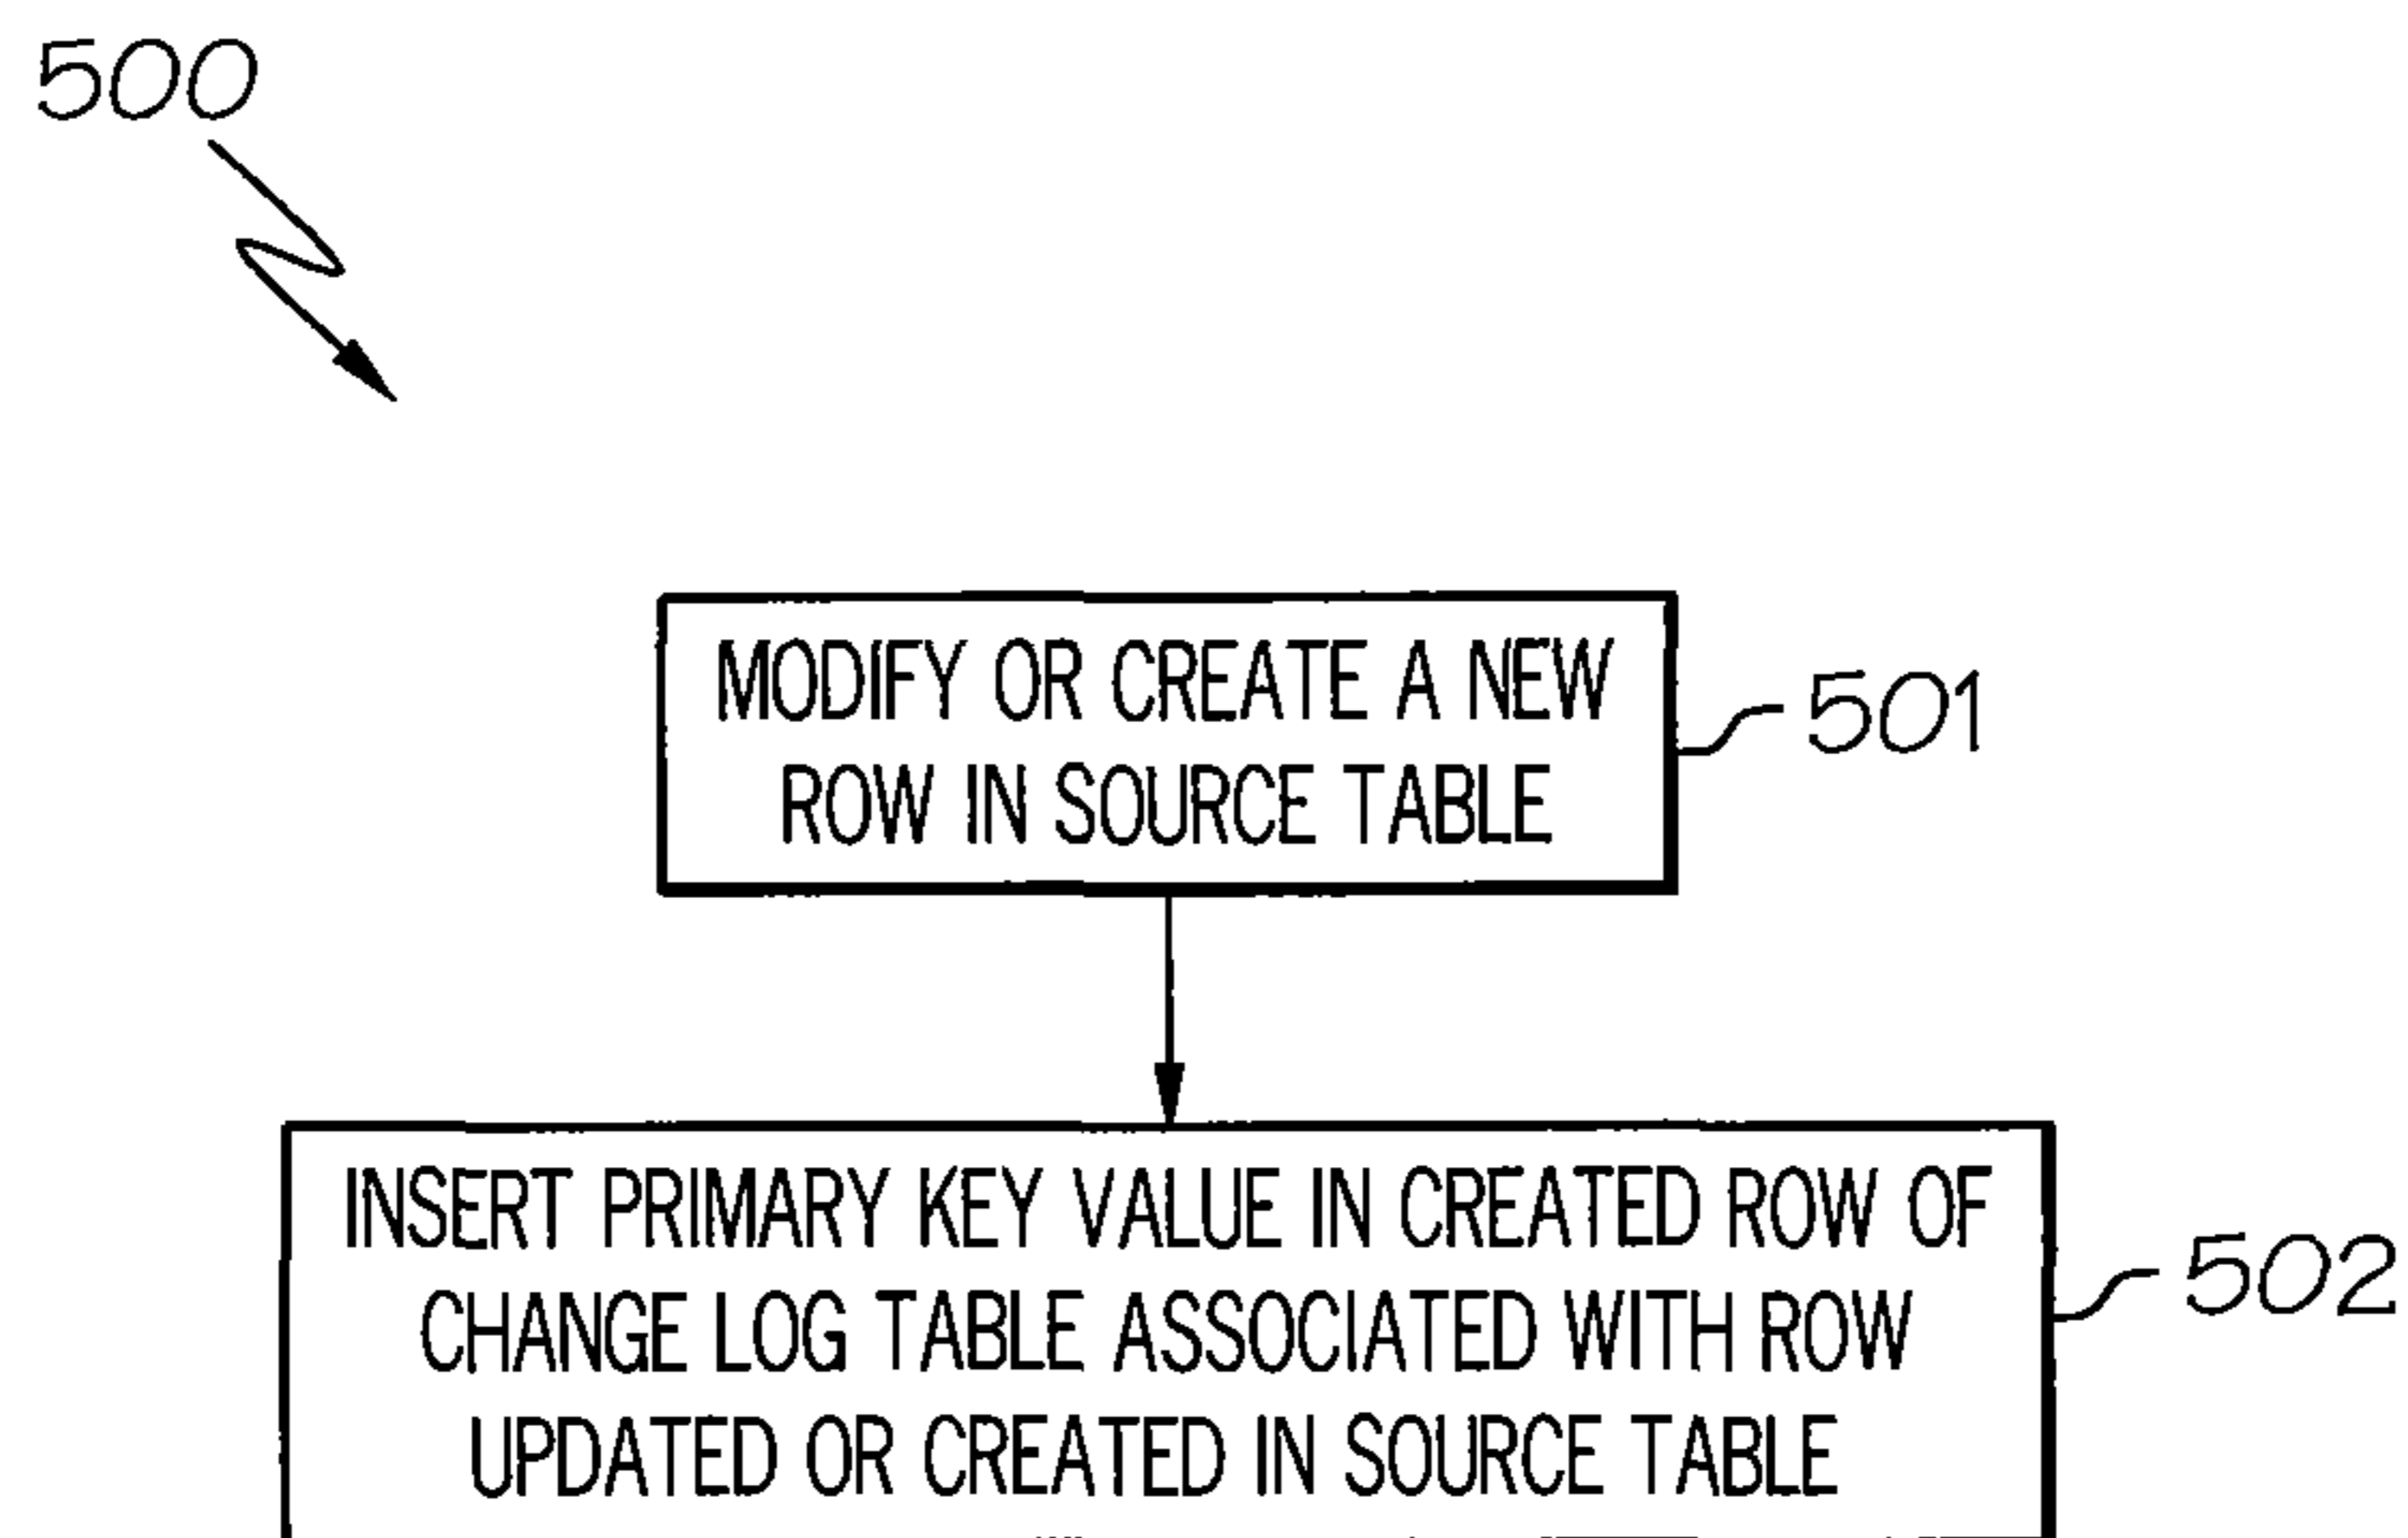 500
MODIFY OR CREATE A NEW
ROW IN SOURCE TABLE
501
INSERT PRIMARY KEY VALUE IN CREATED ROW OF
CHANGE LOG TABLE ASSOCIATED WITH ROW
UPDATED OR CREATED IN SOURCE TABLE
502